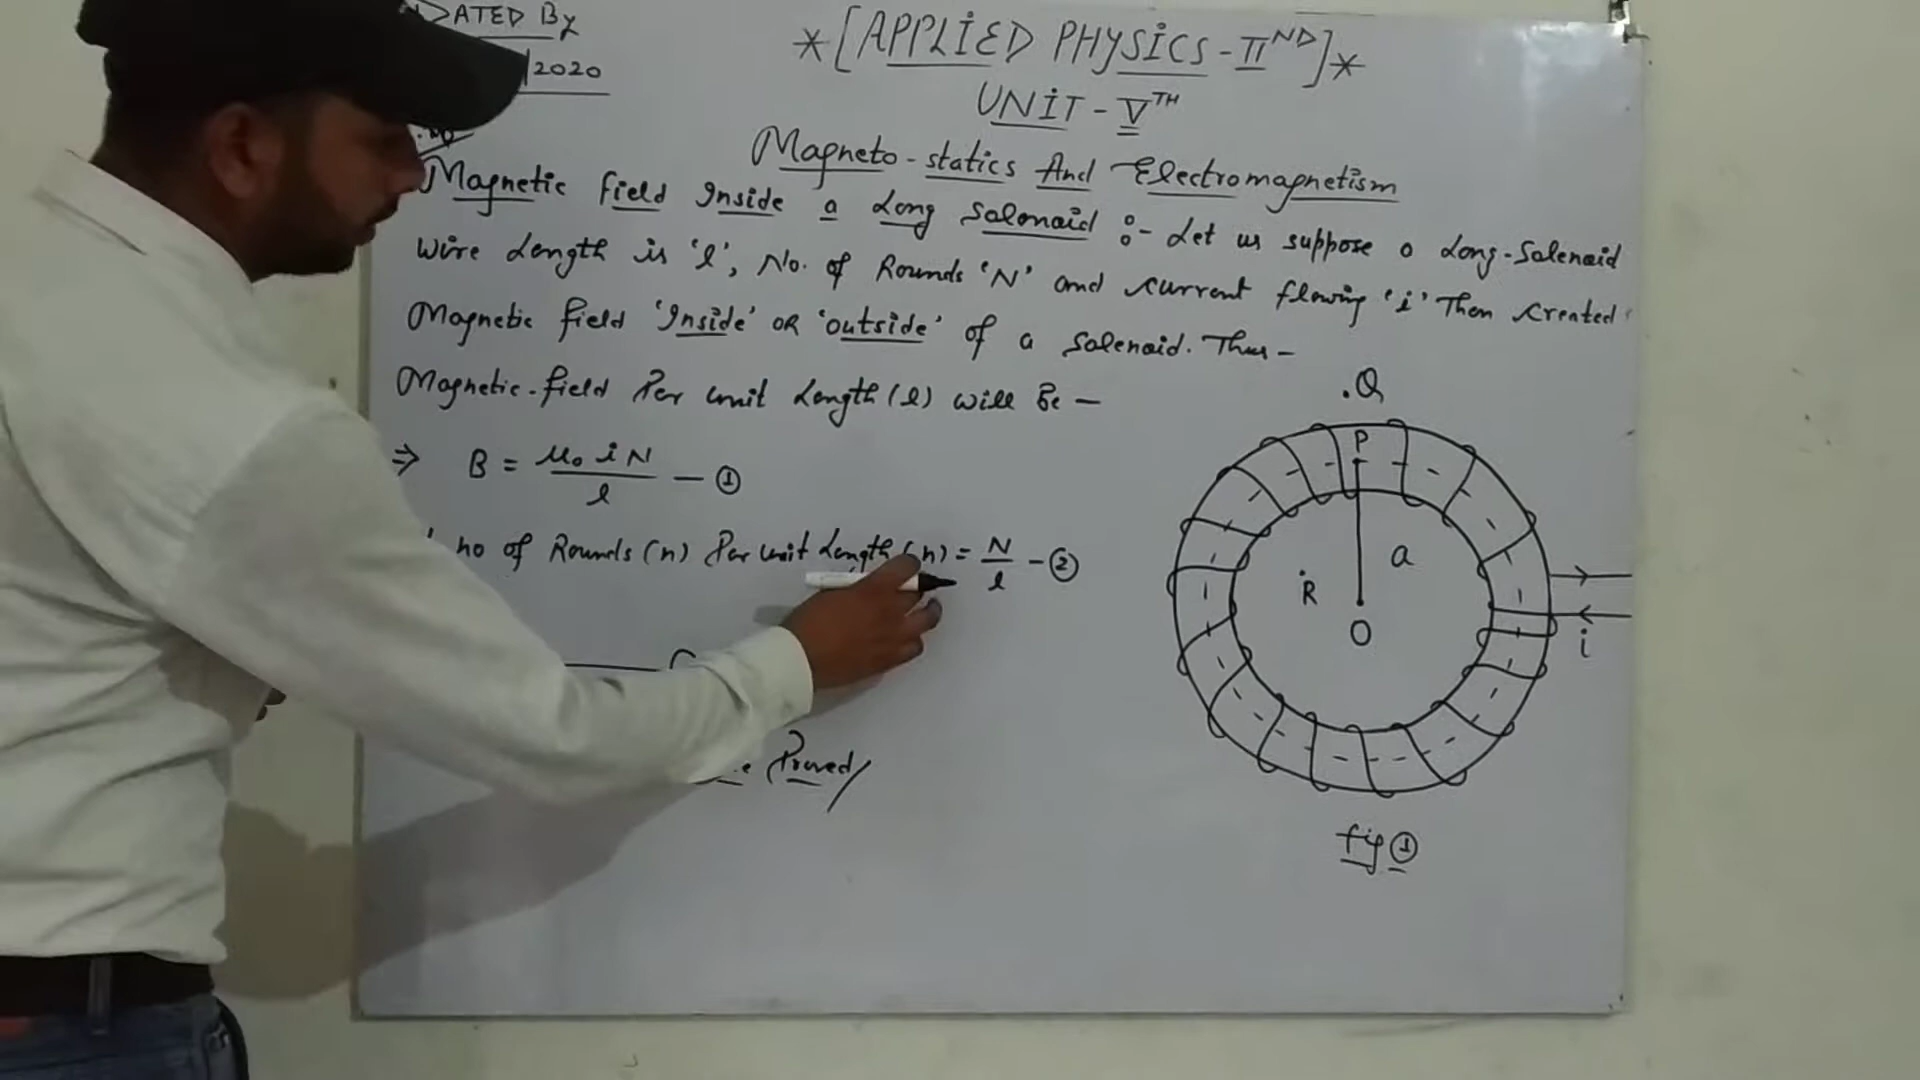 ATED By
2020
*[APPLIED PHYSICS - IIND]*
UNIT - VTH
Magneto - statics And Electromagnetism
Magnetic field Inside a Long Salonaid :- Let us suppose a Long - Solenoid
wire Length is 'l', No. of Rounds 'N' and current flowing 'i' Then created
Magnetic field 'Inside' OR 'outside' of a Solenoid. Thus -
Magnetic - field Per unit Length (l) will be -
⇒ B = μ₀ i N / l - ①
no of Rounds (n) Per unit Length (n) = N / l - ②
Proved
.Q
P
a
R
O
i
fig ①